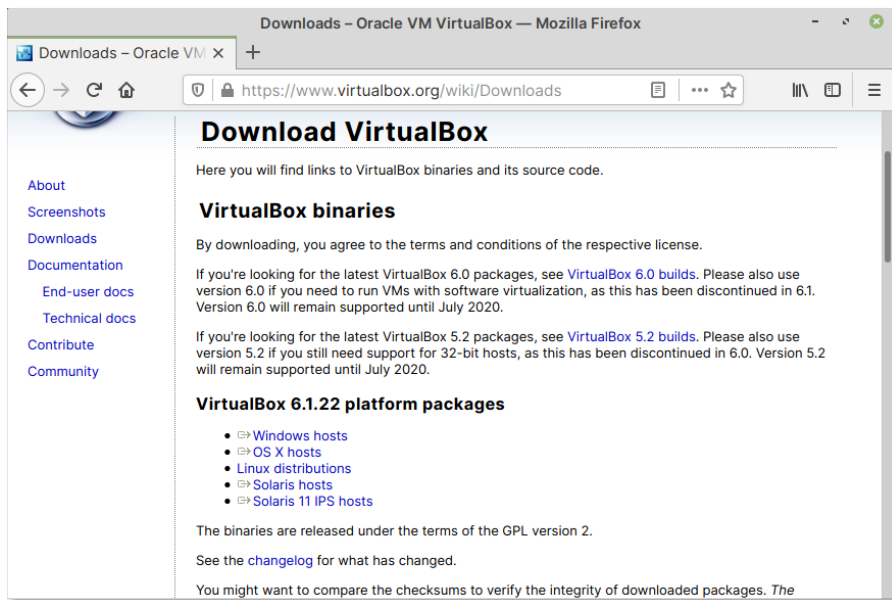 Downloads – Oracle VM VirtualBox — Mozilla Firefox
Downloads – Oracle VM
https://www.virtualbox.org/wiki/Downloads
Download VirtualBox
Here you will find links to VirtualBox binaries and its source code.
About
Screenshots
Downloads
Documentation
End-user docs
Technical docs
Contribute
Community
VirtualBox binaries
By downloading, you agree to the terms and conditions of the respective license.
If you're looking for the latest VirtualBox 6.0 packages, see VirtualBox 6.0 builds. Please also use
version 6.0 if you need to run VMs with software virtualization, as this has been discontinued in 6.1.
Version 6.0 will remain supported until July 2020.
If you're looking for the latest VirtualBox 5.2 packages, see VirtualBox 5.2 builds. Please also use
version 5.2 if you still need support for 32-bit hosts, as this has been discontinued in 6.0. Version 5.2
will remain supported until July 2020.
VirtualBox 6.1.22 platform packages
Windows hosts
OS X hosts
Linux distributions
Solaris hosts
Solaris 11 IPS hosts
The binaries are released under the terms of the GPL version 2.
See the changelog for what has changed.
You might want to compare the checksums to verify the integrity of downloaded packages. The